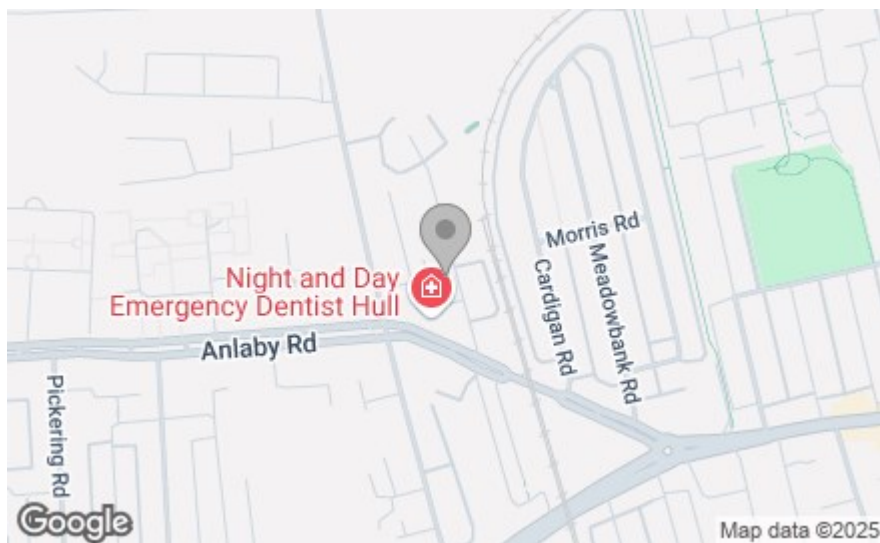 Morris Rd
Night and Day
Emergency Dentist Hull
Cardigan Rd
Meadowbank Rd
Anlaby Rd
Pickering Rd
Google
Map data ©2025